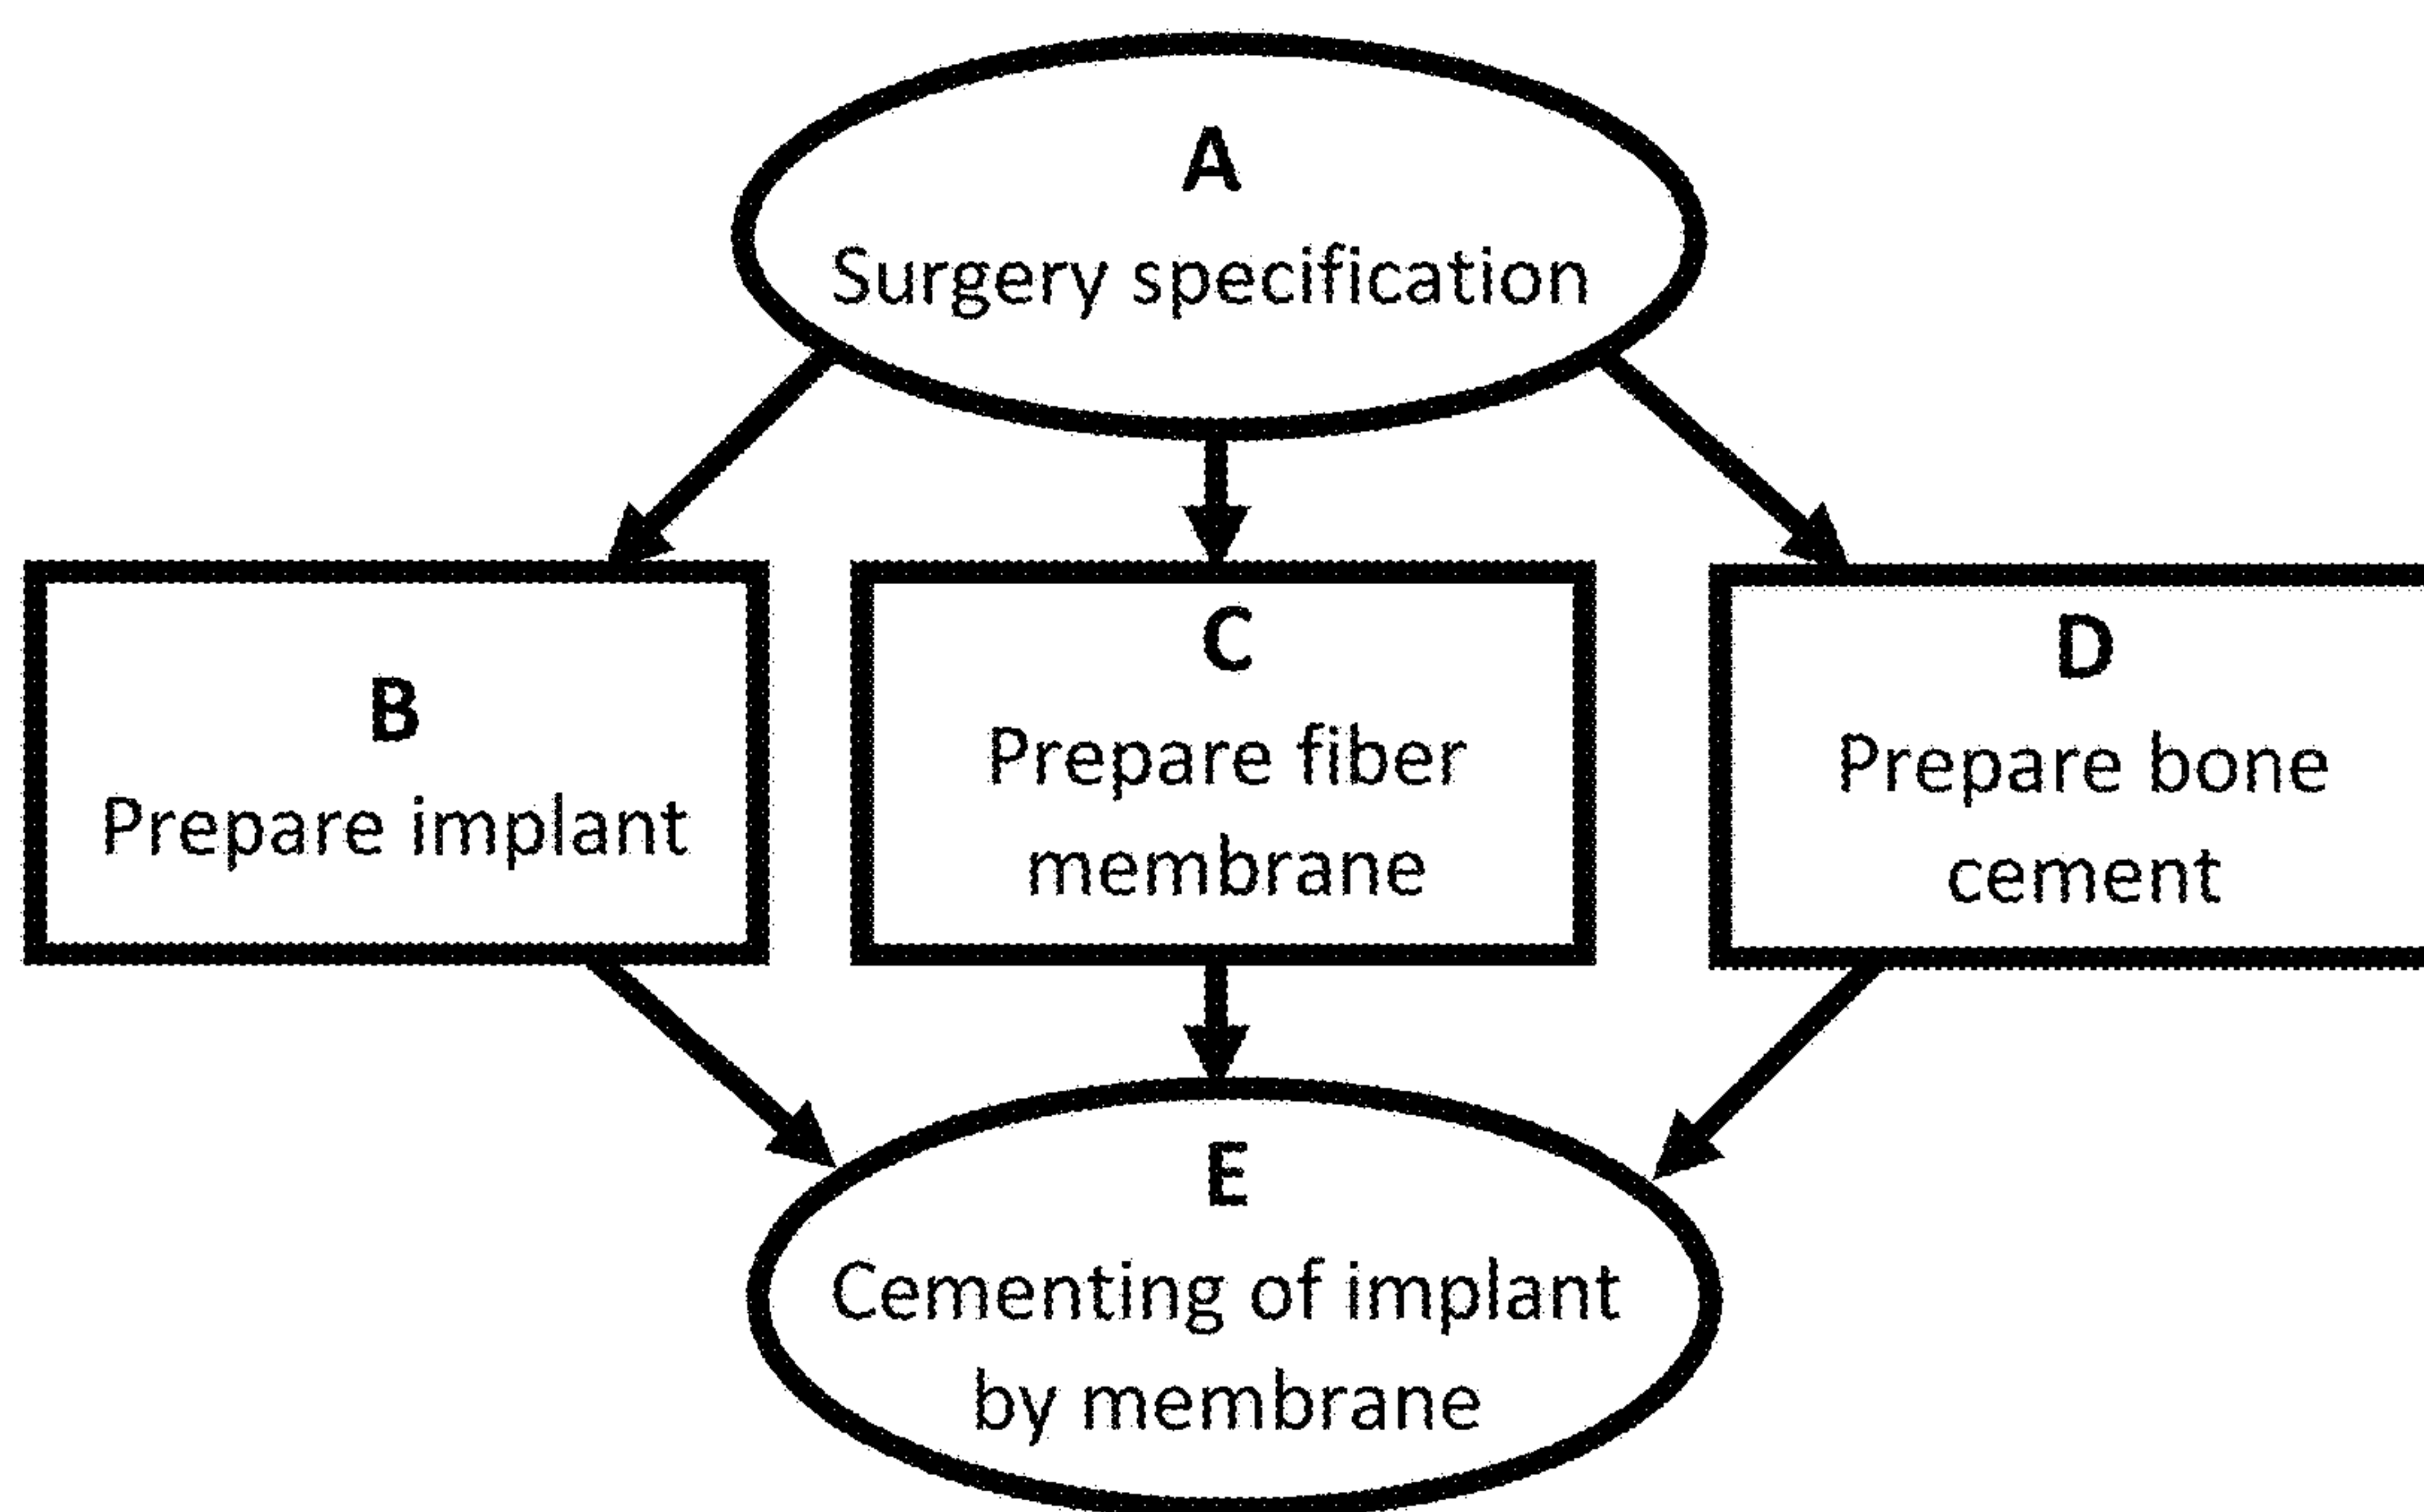 A
Surgery specification
B
Prepare implant
C
Prepare fiber
membrane
D
Prepare bone
cement
E
Cementing of implant
by membrane